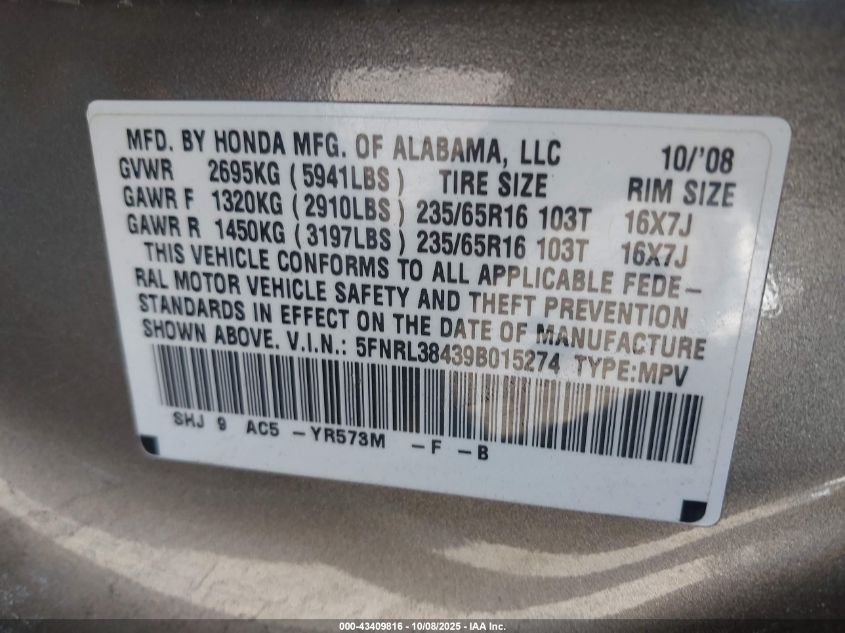 MFD. BY HONDA MFG. OF ALABAMA, LLC 10/'08
GVWR 2695KG (5941LBS) TIRE SIZE RIM SIZE
GAWR F 1320KG (2910LBS) 235/65R16 103T 16X7J
GAWR R 1450KG (3197LBS) 235/65R16 103T 16X7J
THIS VEHICLE CONFORMS TO ALL APPLICABLE FEDE-
RAL MOTOR VEHICLE SAFETY AND THEFT PREVENTION
STANDARDS IN EFFECT ON THE DATE OF MANUFACTURE
SHOWN ABOVE. V.I.N.: 5FNRL38439B015274 TYPE:MPV
SHJ 9 AC5 -YR573M -F -B
000-43409816 - 10/08/2025 - IAA Inc.